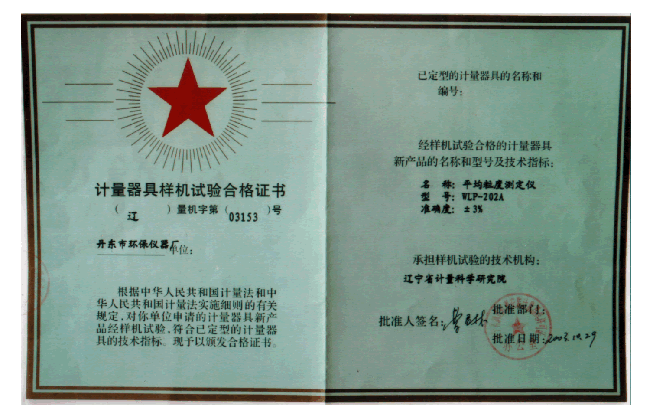 计量器具样机试验合格证书
（辽）量机字第（03153）号
丹东市环保仪器厂单位：
根据中华人民共和国计量法和中
华人民共和国计量法实施细则的有关
规定，对你单位申请的计量器具新产
品经样机试验，符合已定型的计量器
具的技术指标。现予以颁发合格证书。
已定型的计量器具的名称和
编号：
经样机试验合格的计量器具
新产品的名称和型号及技术指标：
名 称：平均粒度测定仪
型 号：WLP-202A
准确度：±3%
承担样机试验的技术机构：
辽宁省计量科学研究院
批准部门：
批准人签名：
批准日期：2003.10.29